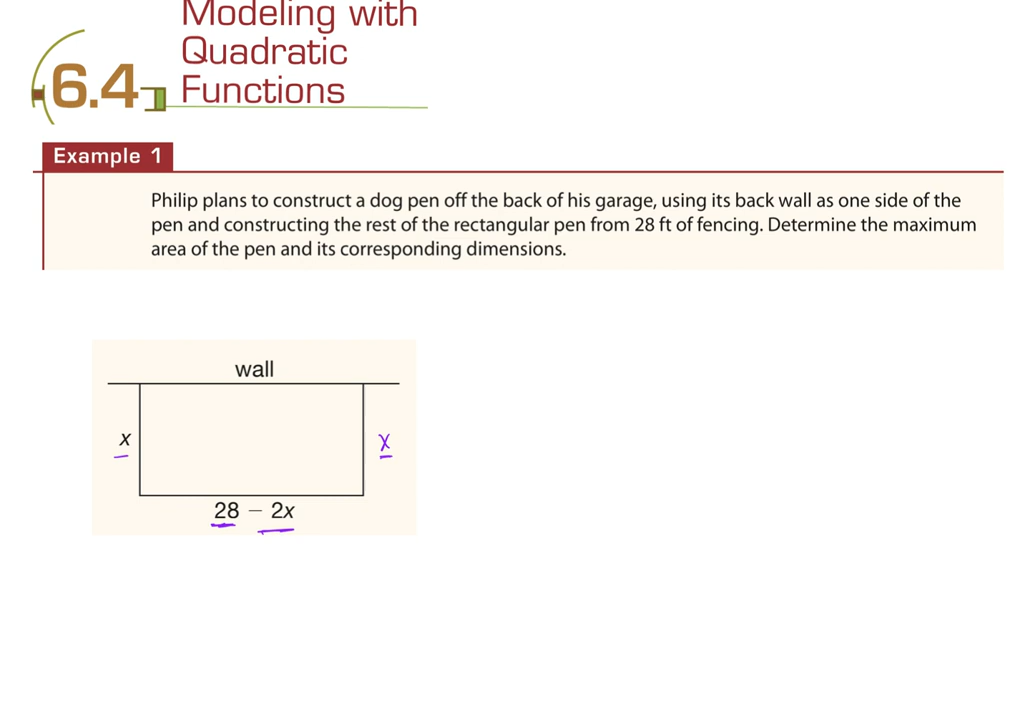 Modeling with
Quadratic
6.4 Functions
Example 1
Philip plans to construct a dog pen off the back of his garage, using its back wall as one side of the
pen and constructing the rest of the rectangular pen from 28 ft of fencing. Determine the maximum
area of the pen and its corresponding dimensions.
wall
x x
28 − 2x